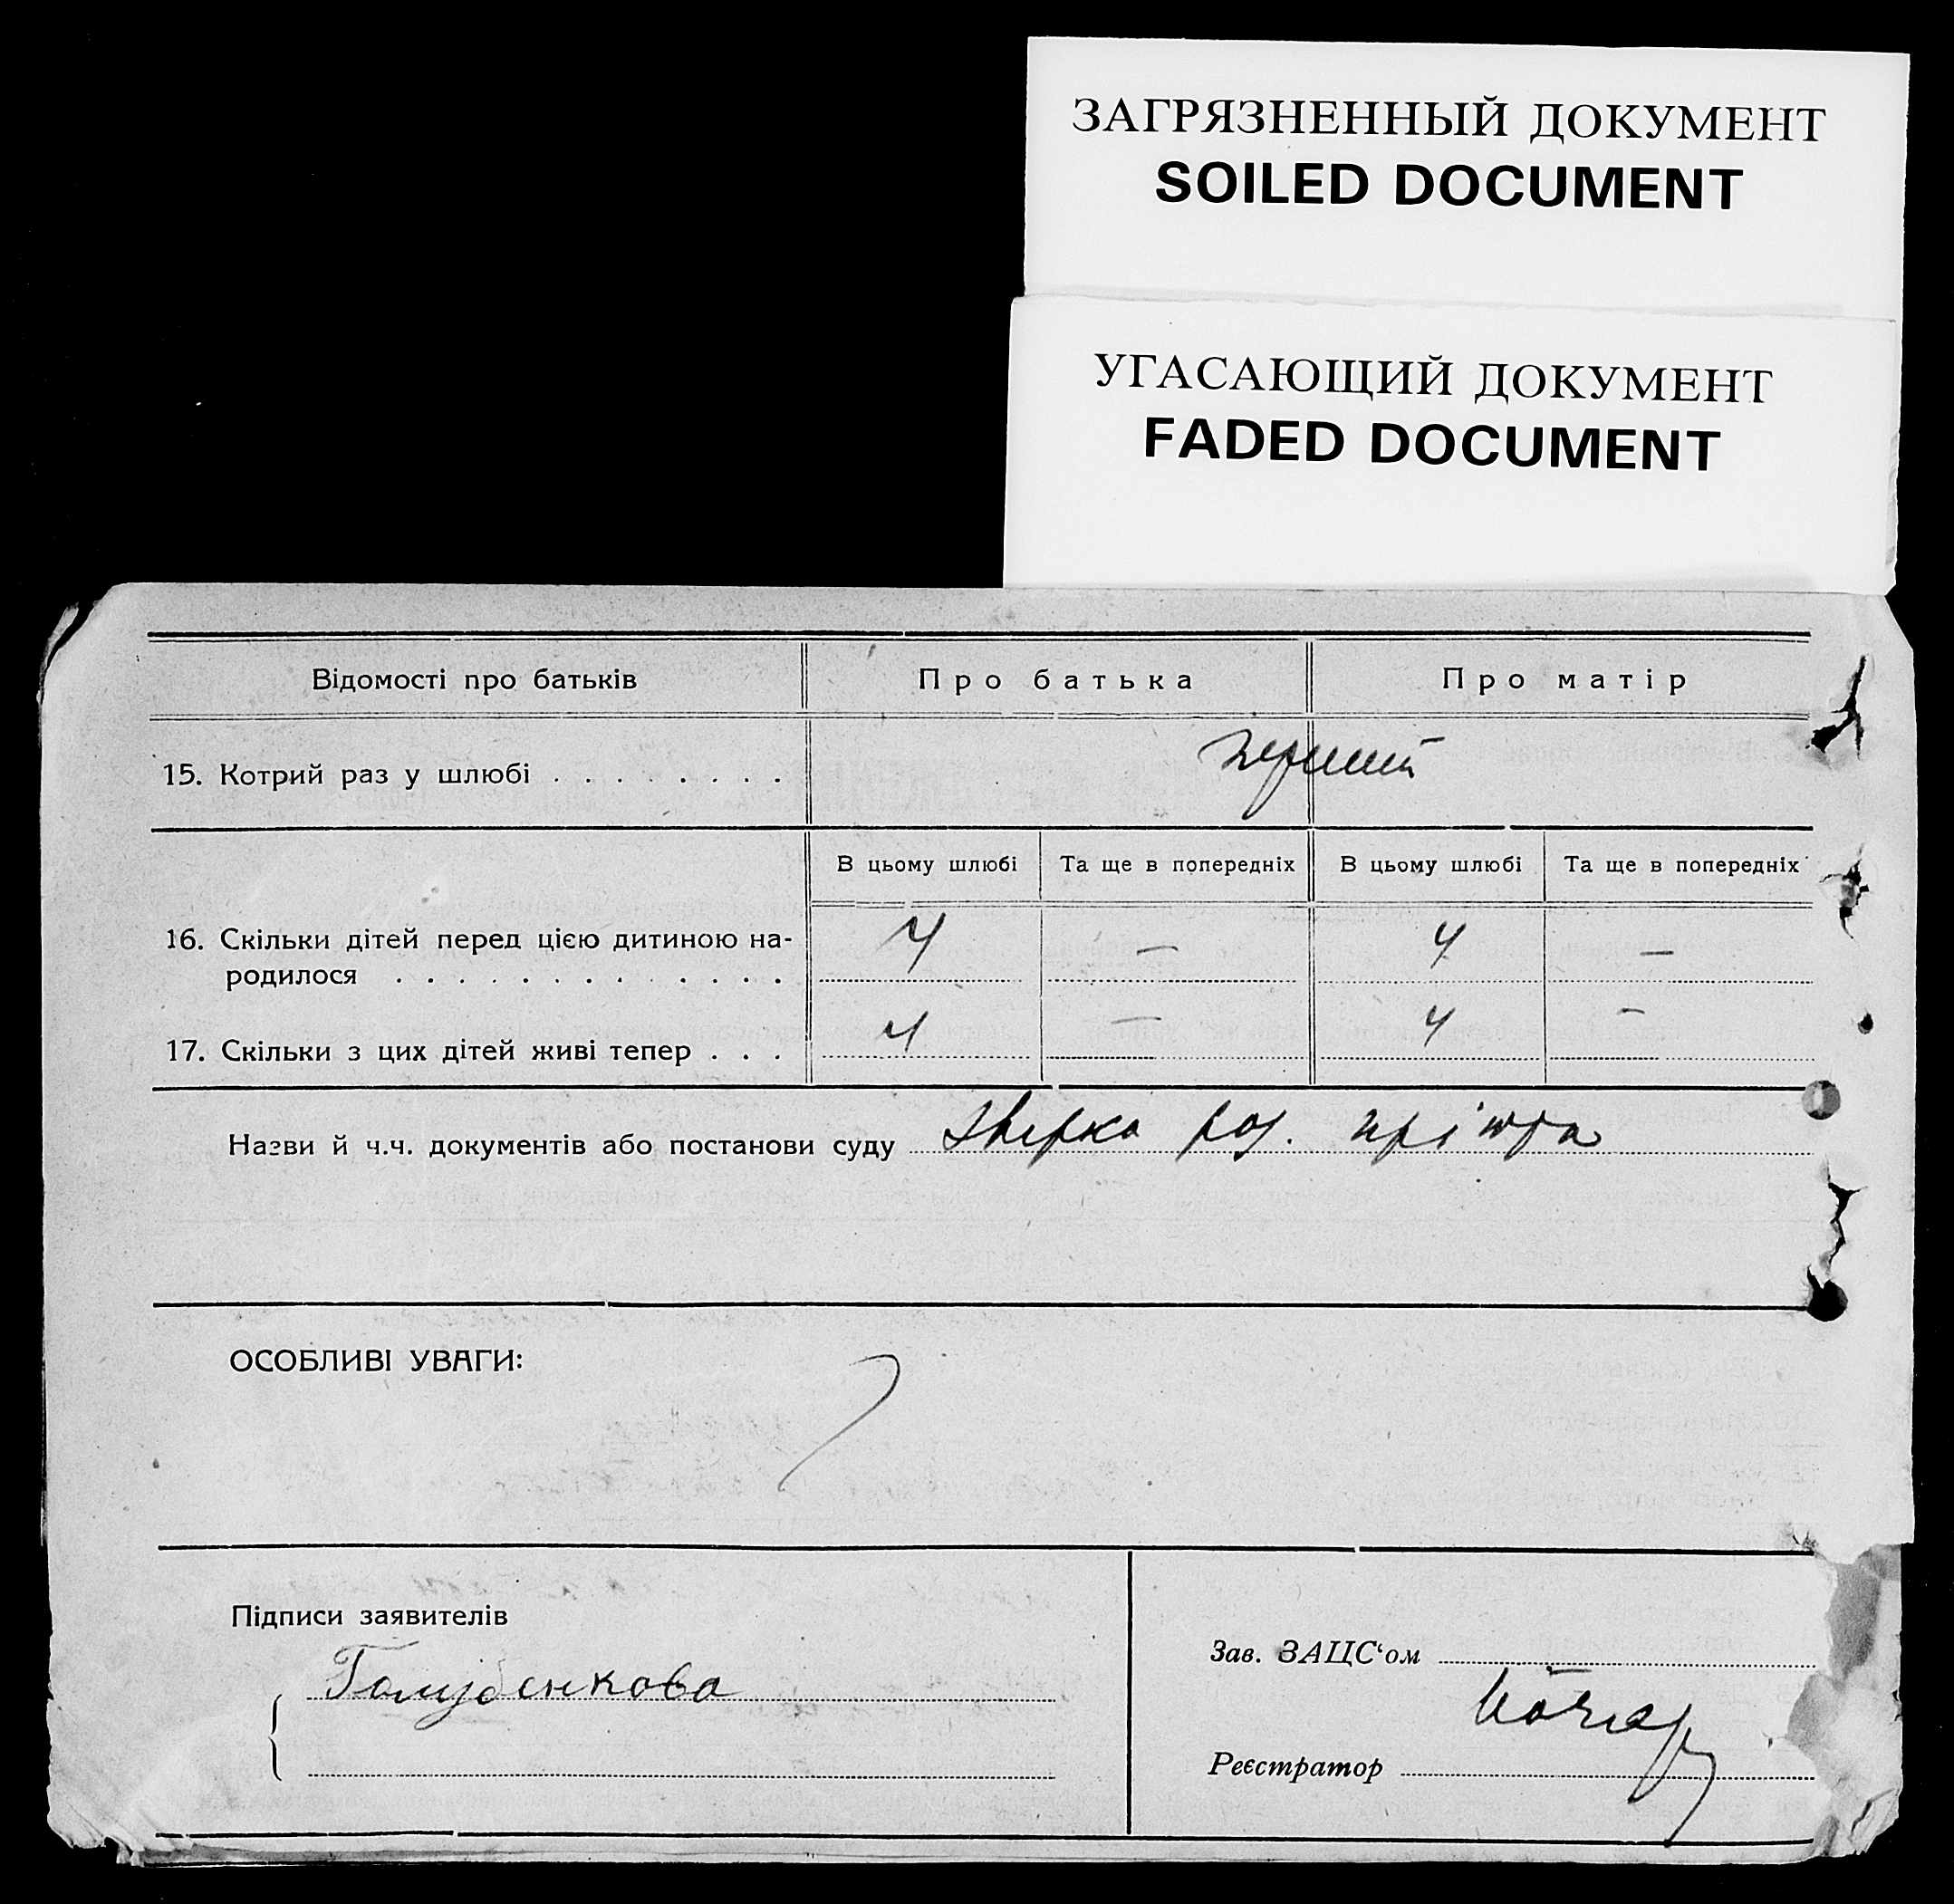 ЗАГРЯЗНЕННЫЙ ДОКУМЕНТ
SOILED DOCUMENT
УГАСАЮЩИЙ ДОКУМЕНТ
FADED DOCUMENT
Відомості про батьків Про батька Про матір
15. Котрий раз у шлюбі . . . . . . . . перший
В цьому шлюбі Та ще в попередніх В цьому шлюбі Та ще в попередніх
16. Скільки дітей перед цією дитиною на- 4 — 4 —
родилося . . . . . . . . . . . . .
17. Скільки з цих дітей живі тепер . . . 4 — 4 —
Назви й ч.ч. документів або постанови суду
ОСОБЛИВІ УВАГИ:
Підписи заявителів
Зав. ЗАЦС‘ом
Голубенкова
Реєстратор